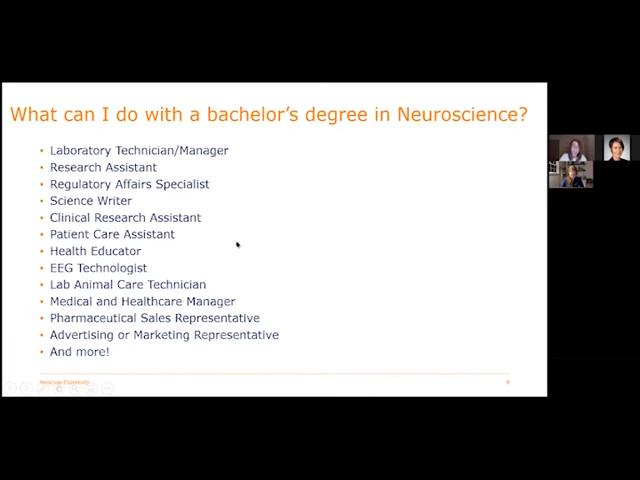 What can I do with a bachelor's degree in Neuroscience?
• Laboratory Technician/Manager
• Research Assistant
• Regulatory Affairs Specialist
• Science Writer
• Clinical Research Assistant
• Patient Care Assistant
• Health Educator
• EEG Technologist
• Lab Animal Care Technician
• Medical and Healthcare Manager
• Pharmaceutical Sales Representative
• Advertising or Marketing Representative
• And more!
Syracuse University